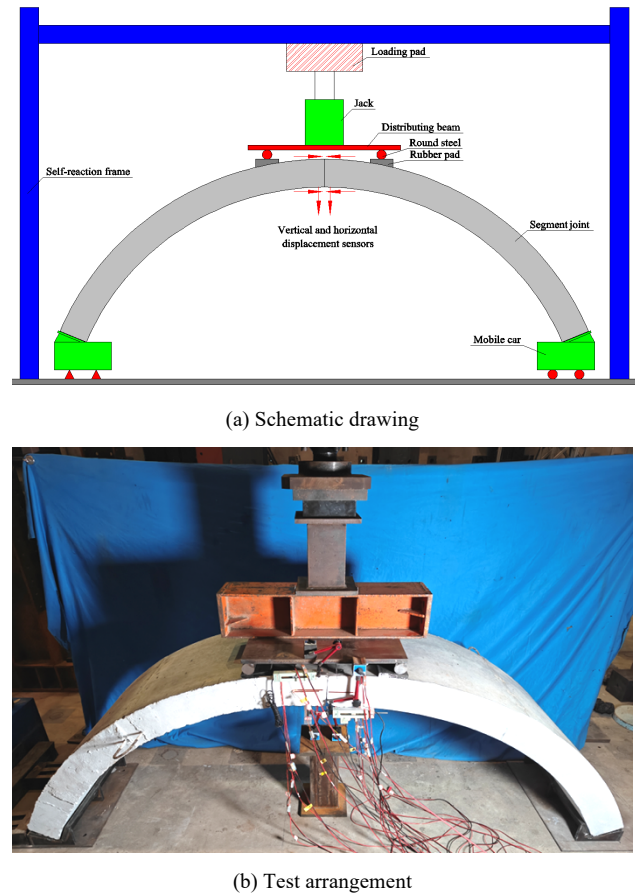 Loading pad
Jack
Distributing beam
Round steel
Rubber pad
Self-reaction frame
Segment joint
Vertical and horizontal
displacement sensors
Mobile car
(a) Schematic drawing
(b) Test arrangement